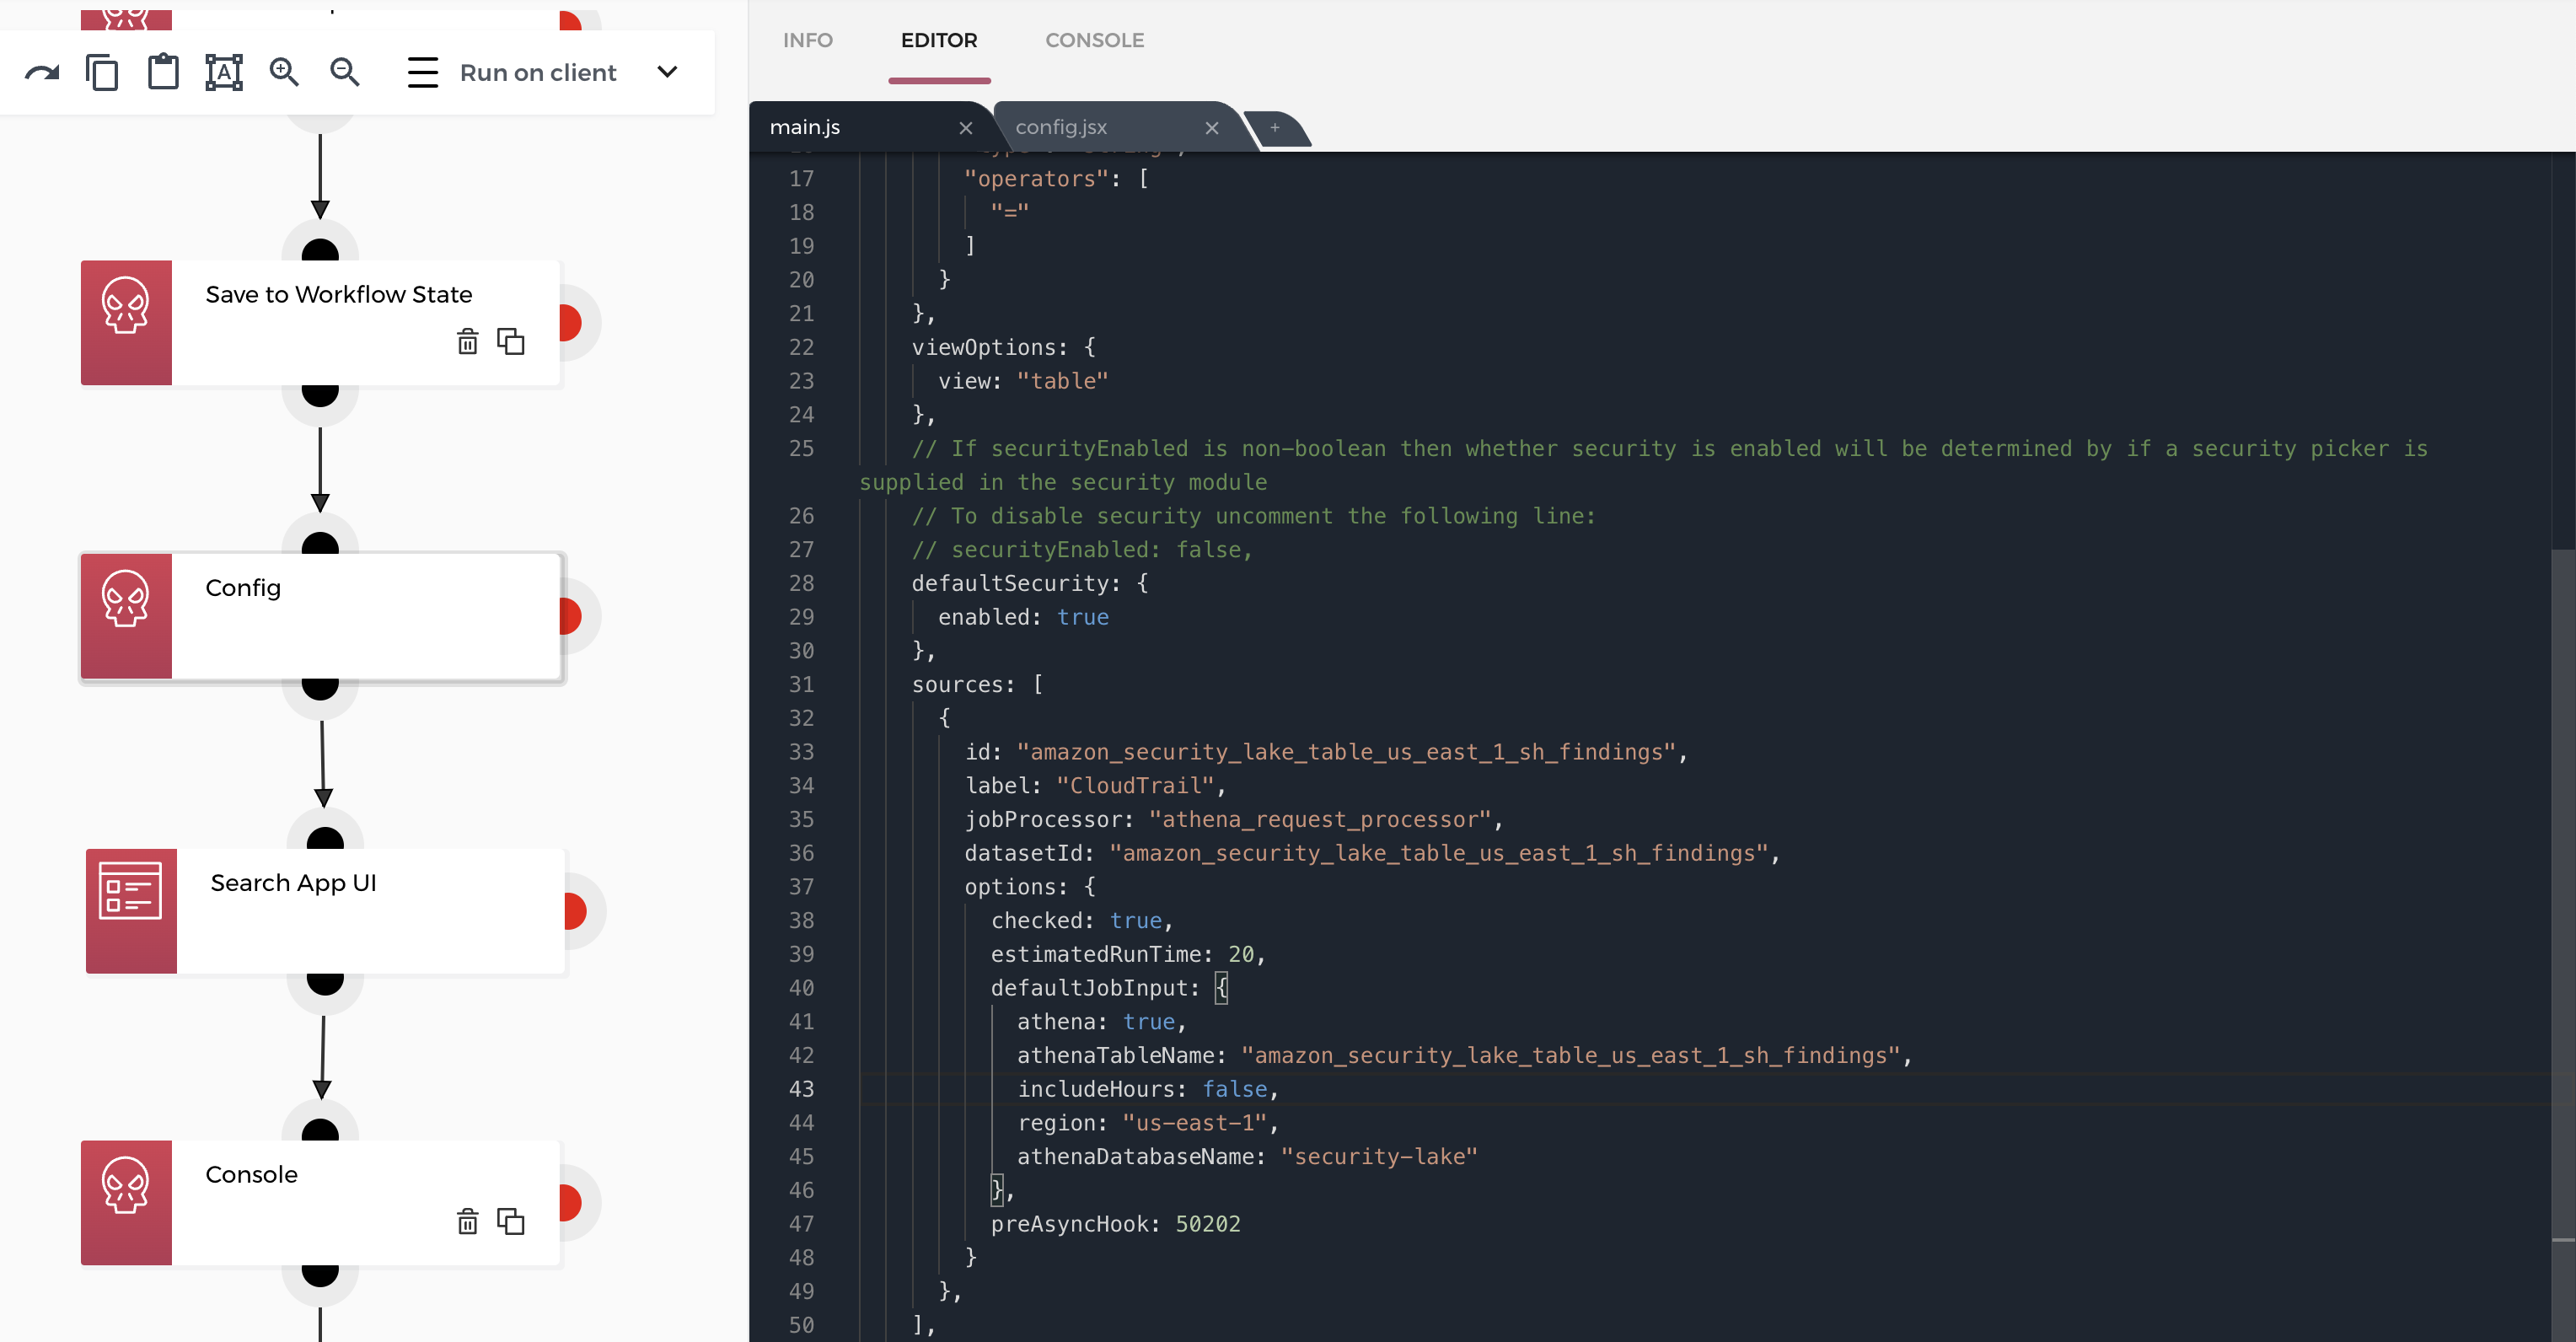 Run on client
Save to Workflow State
Config
Search App UI
Console
INFO EDITOR CONSOLE
main.js config.jsx +
17 "operators": [
18 "="
19 ]
20 }
21 },
22 viewOptions: {
23 view: "table"
24 },
25 // If securityEnabled is non-boolean then whether security is enabled will be determined by if a security picker is
supplied in the security module
26 // To disable security uncomment the following line:
27 // securityEnabled: false,
28 defaultSecurity: {
29 enabled: true
30 },
31 sources: [
32 {
33 id: "amazon_security_lake_table_us_east_1_sh_findings",
34 label: "CloudTrail",
35 jobProcessor: "athena_request_processor",
36 datasetId: "amazon_security_lake_table_us_east_1_sh_findings",
37 options: {
38 checked: true,
39 estimatedRunTime: 20,
40 defaultJobInput: {
41 athena: true,
42 athenaTableName: "amazon_security_lake_table_us_east_1_sh_findings",
43 includeHours: false,
44 region: "us-east-1",
45 athenaDatabaseName: "security-lake"
46 },
47 preAsyncHook: 50202
48 }
49 },
50 ],